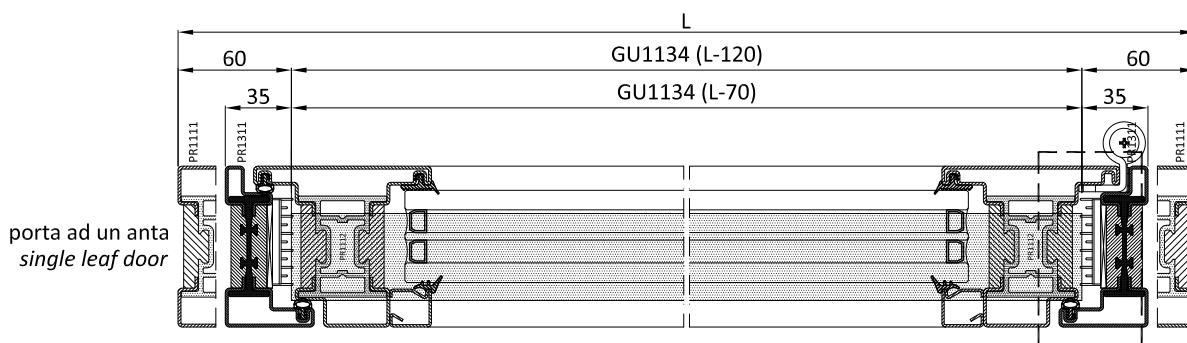 L
60
GU1134 (L-120)
60
35
GU1134 (L-70)
35
PR1111
PR1311
PR1311
PR1111
porta ad un anta
single leaf door
PR1112
PR1112